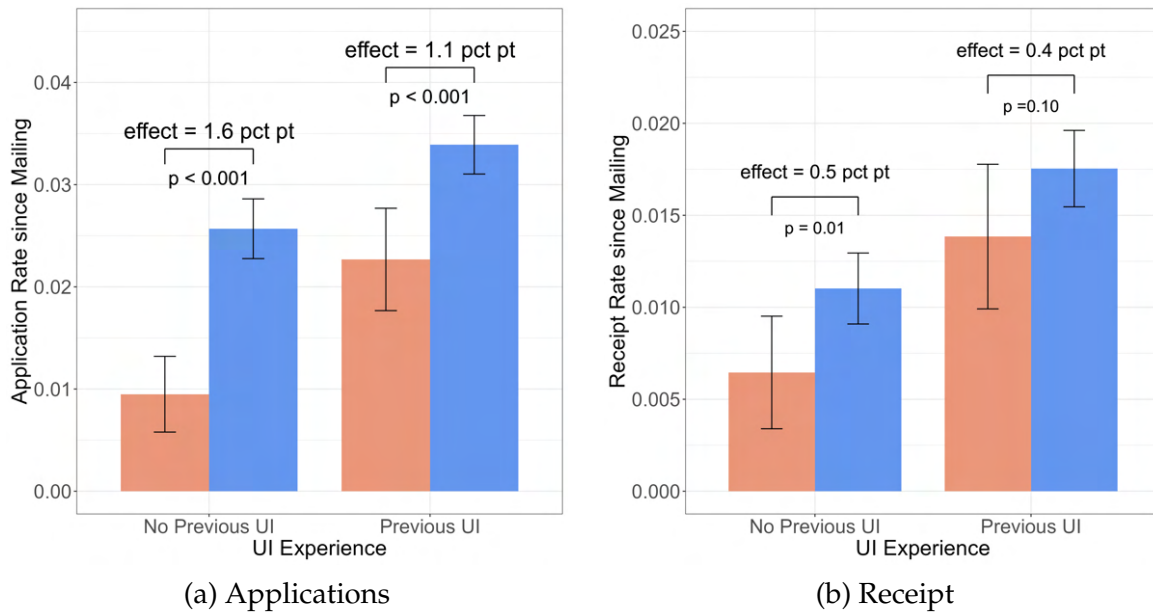 effect = 1.1 pct pt
p < 0.001
effect = 1.6 pct pt
p < 0.001
0.04
0.03
0.02
0.01
0.00
Application Rate since Mailing
No Previous UI
Previous UI
UI Experience
(a) Applications
effect = 0.4 pct pt
p =0.10
effect = 0.5 pct pt
p = 0.01
0.025
0.020
0.015
0.010
0.005
0.000
Receipt Rate since Mailing
No Previous UI
Previous UI
UI Experience
(b) Receipt